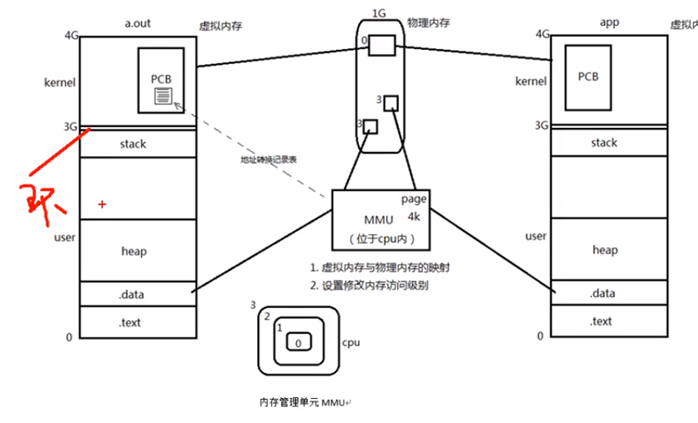 a.out
虚拟内存
4G
kernel
PCB
3G
stack
user
heap
.data
.text
0
1G
物理内存
0
3
3
地址转换记录表
page
4k
MMU
（位于cpu内）
1. 虚拟内存与物理内存的映射
2. 设置修改内存访问级别
3
2
1
0
cpu
内存管理单元 MMU
app
虚拟内
4G
kernel
PCB
3G
stack
user
heap
.data
.text
0